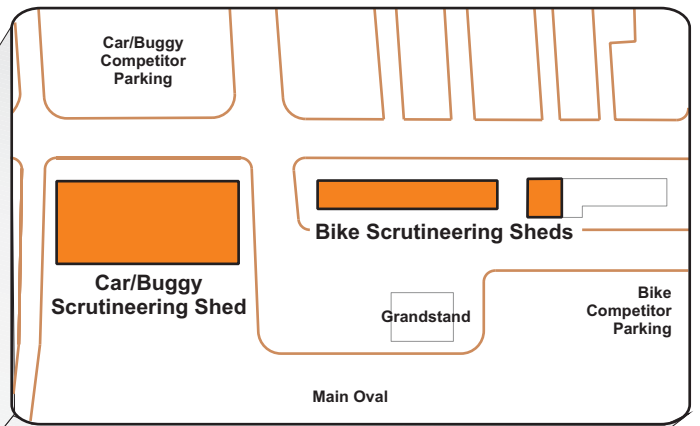 Car/Buggy
Competitor
Parking
Bike Scrutineering Sheds
Car/Buggy
Scrutineering Shed
Grandstand
Bike
Competitor
Parking
Main Oval